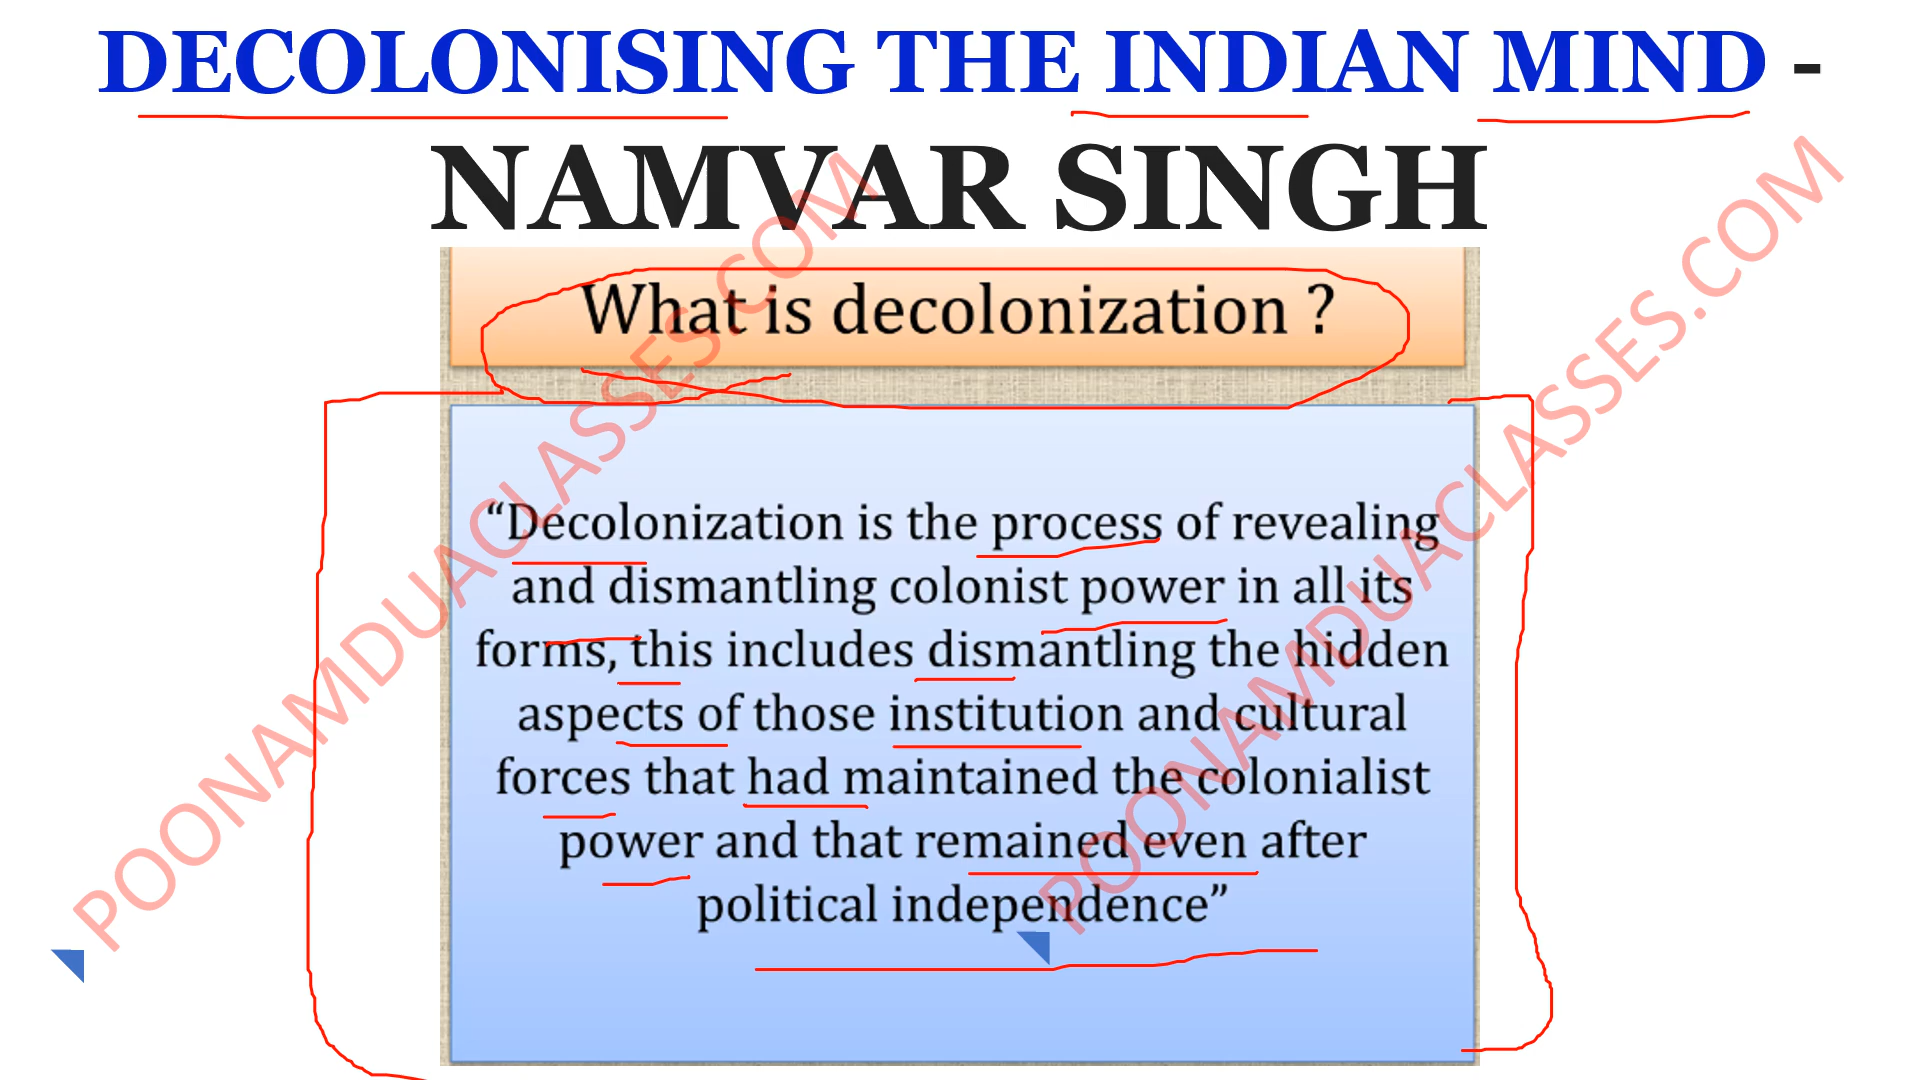 DECOLONISING THE INDIAN MIND -
NAMVAR SINGH
What is decolonization ?
“Decolonization is the process of revealing
and dismantling colonist power in all its
forms, this includes dismantling the hidden
aspects of those institution and cultural
forces that had maintained the colonialist
power and that remained even after
political independence”
POONAMDUACLASSES.COM
POONAMDUACLASSES.COM